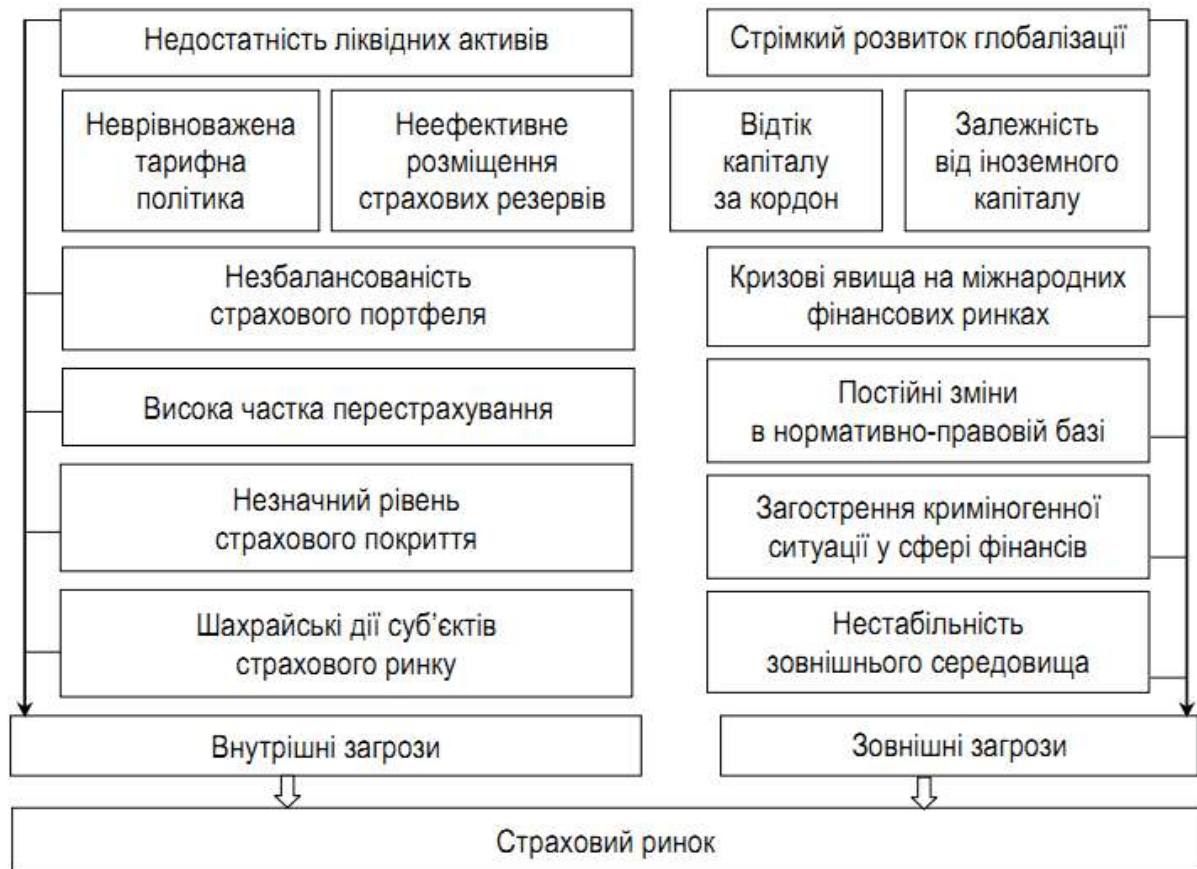 Недостатність ліквідних активів
Стрімкий розвиток глобалізації
Неврівноважена
тарифна
політика
Неефективне
розміщення
страхових резервів
Відтік
капіталу
за кордон
Залежність
від іноземного
капіталу
Незбалансованість
страхового портфеля
Кризові явища на міжнародних
фінансових ринках
Висока частка перестрахування
Постійні зміни
в нормативно-правовій базі
Незначний рівень
страхового покриття
Загострення криміногенної
ситуації у сфері фінансів
Шахрайські дії суб’єктів
страхового ринку
Нестабільність
зовнішнього середовища
Внутрішні загрози
Зовнішні загрози
Страховий ринок